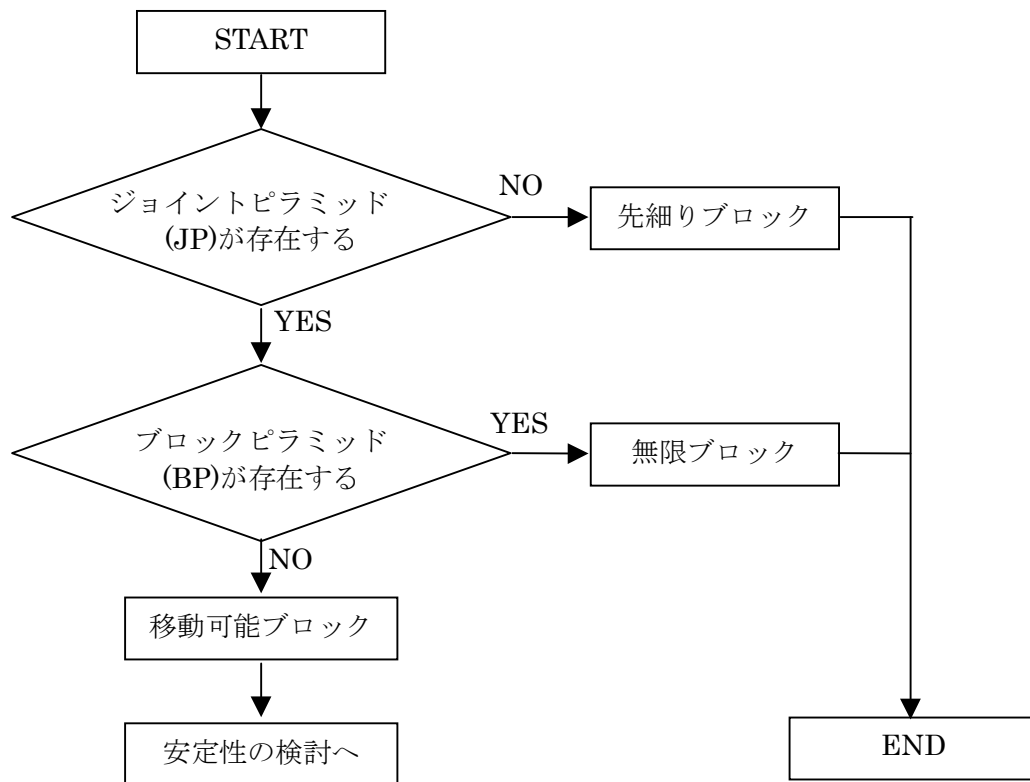 START
ジョイントピラミッド
(JP)が存在する
NO
先細りブロック
YES
ブロックピラミッド
(BP)が存在する
YES
無限ブロック
NO
移動可能ブロック
安定性の検討へ
END